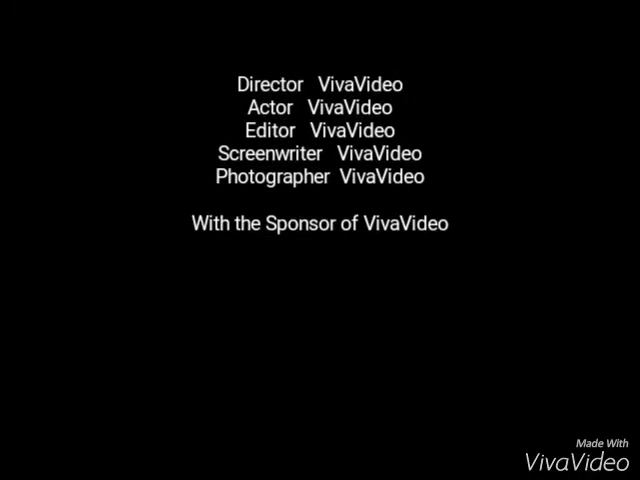 Director VivaVideo
Actor VivaVideo
Editor VivaVideo
Screenwriter VivaVideo
Photographer VivaVideo
With the Sponsor of VivaVideo
Made With
VivaVideo